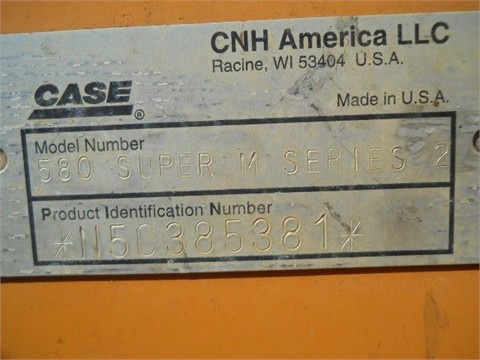 CNH America LLC
Racine, WI 53404 U.S.A.
CASE®
Made in U.S.A.
Model Number
580 SUPER M SERIES 2
Product Identification Number
*N5C385381*